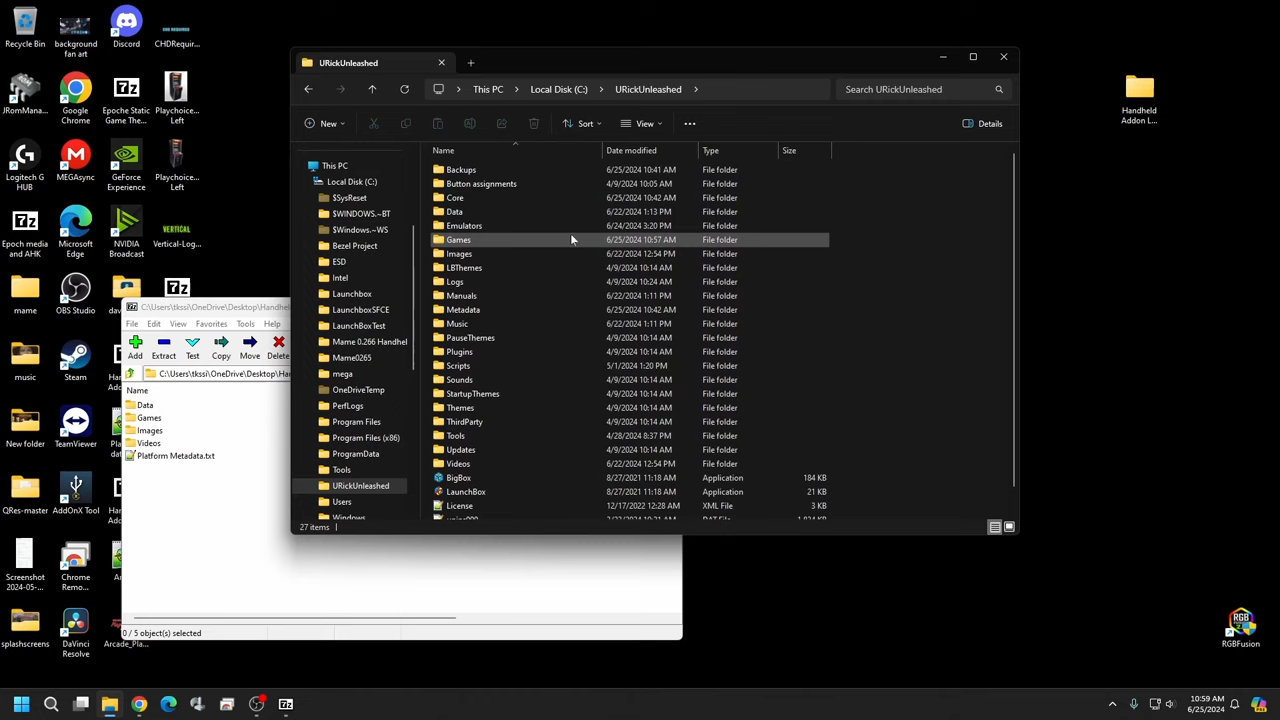 Recycle Bin
background fan art
Discord
CHDRequir...
JRomMana...
Google Chrome
Epoche Static Game The...
Playchoice Left
Logitech G HUB
MEGAsync
GeForce Experience
Playchoice Left
Epoch media and AHK
Microsoft Edge
NVIDIA Broadcast
VERTICAL
Vertical-Log...
mame
OBS Studio
music
Steam
New folder
TeamViewer
QRes-master
AddOnX Tool
Screenshot 2024-05-...
Chrome Remo...
splashscreens
DaVinci Resolve
Arcade_Pla...
Handheld Addon L...
RGBFusion
URickUnleashed
This PC
Local Disk (C:)
URickUnleashed
Search URickUnleashed
New
Sort
View
Details
Name
Date modified
Type
Size
This PC
Local Disk (C:)
$SysReset
$WINDOWS.~BT
$Windows.~WS
Bezel Project
ESD
Intel
Launchbox
LaunchboxSFCE
LaunchBoxTest
Mame 0.266 Handhel
Mame0265
mega
OneDriveTemp
PerfLogs
Program Files
Program Files (x86)
ProgramData
Tools
URickUnleashed
Users
Windows
Backups 6/25/2024 10:41 AM File folder
Button assignments 4/9/2024 10:05 AM File folder
Core 6/25/2024 10:42 AM File folder
Data 6/22/2024 1:13 PM File folder
Emulators 6/24/2024 3:20 PM File folder
Games 6/25/2024 10:57 AM File folder
Images 6/22/2024 12:54 PM File folder
LBThemes 4/9/2024 10:14 AM File folder
Logs 4/9/2024 10:24 AM File folder
Manuals 6/22/2024 1:11 PM File folder
Metadata 6/25/2024 10:42 AM File folder
Music 6/22/2024 1:11 PM File folder
PauseThemes 4/9/2024 10:14 AM File folder
Plugins 4/9/2024 10:14 AM File folder
Scripts 5/1/2024 1:20 PM File folder
Sounds 4/9/2024 10:14 AM File folder
StartupThemes 4/9/2024 10:14 AM File folder
Themes 4/9/2024 10:14 AM File folder
ThirdParty 4/9/2024 10:14 AM File folder
Tools 4/28/2024 8:37 PM File folder
Updates 4/9/2024 10:14 AM File folder
Videos 6/22/2024 12:54 PM File folder
BigBox 8/27/2021 11:18 AM Application 184 KB
LaunchBox 8/27/2021 11:18 AM Application 21 KB
License 12/17/2022 12:28 AM XML File 3 KB
27 items
C:\Users\tkssi\OneDrive\Desktop\Handhel
File Edit View Favorites Tools Help
Add Extract Test Copy Move Delete
C:\Users\tkssi\OneDrive\Desktop\Han
Name
Data
Games
Images
Videos
Platform Metadata.txt
0 / 5 object(s) selected
10:59 AM
6/25/2024